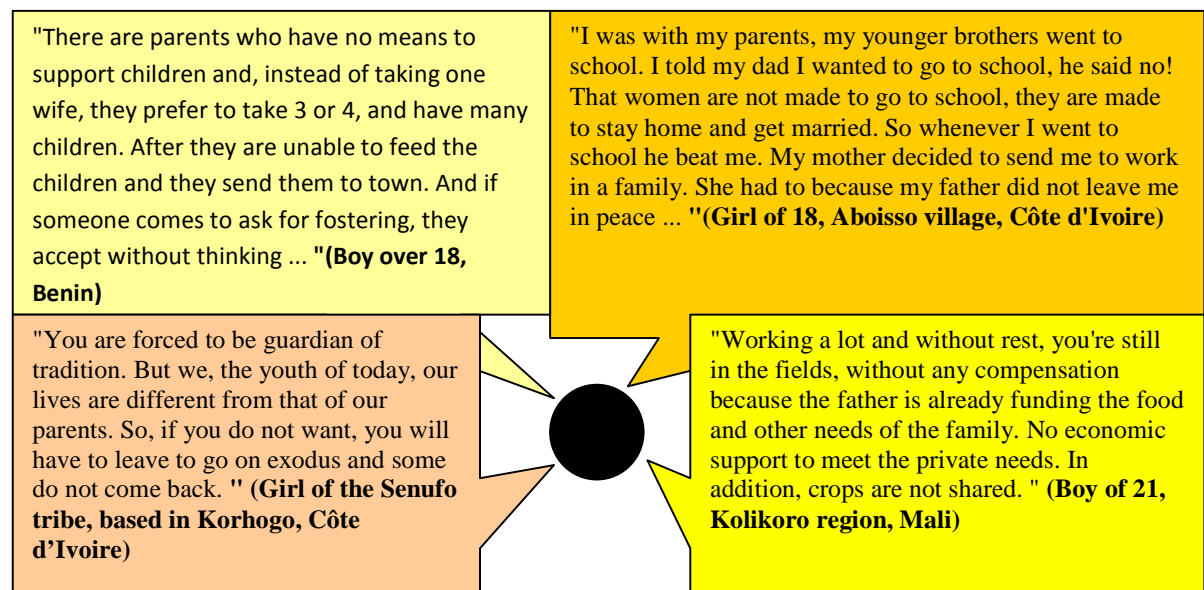 "There are parents who have no means to
support children and, instead of taking one
wife, they prefer to take 3 or 4, and have many
children. After they are unable to feed the
children and they send them to town. And if
someone comes to ask for fostering, they
accept without thinking ... "(Boy over 18,
Benin)
"I was with my parents, my younger brothers went to
school. I told my dad I wanted to go to school, he said no!
That women are not made to go to school, they are made
to stay home and get married. So whenever I went to
school he beat me. My mother decided to send me to work
in a family. She had to because my father did not leave me
in peace ... "(Girl of 18, Aboisso village, Côte d'Ivoire)
"You are forced to be guardian of
tradition. But we, the youth of today, our
lives are different from that of our
parents. So, if you do not want, you will
have to leave to go on exodus and some
do not come back. " (Girl of the Senufo
tribe, based in Korhogo, Côte
d’Ivoire)
"Working a lot and without rest, you're still
in the fields, without any compensation
because the father is already funding the food
and other needs of the family. No economic
support to meet the private needs. In
addition, crops are not shared. " (Boy of 21,
Kolikoro region, Mali)